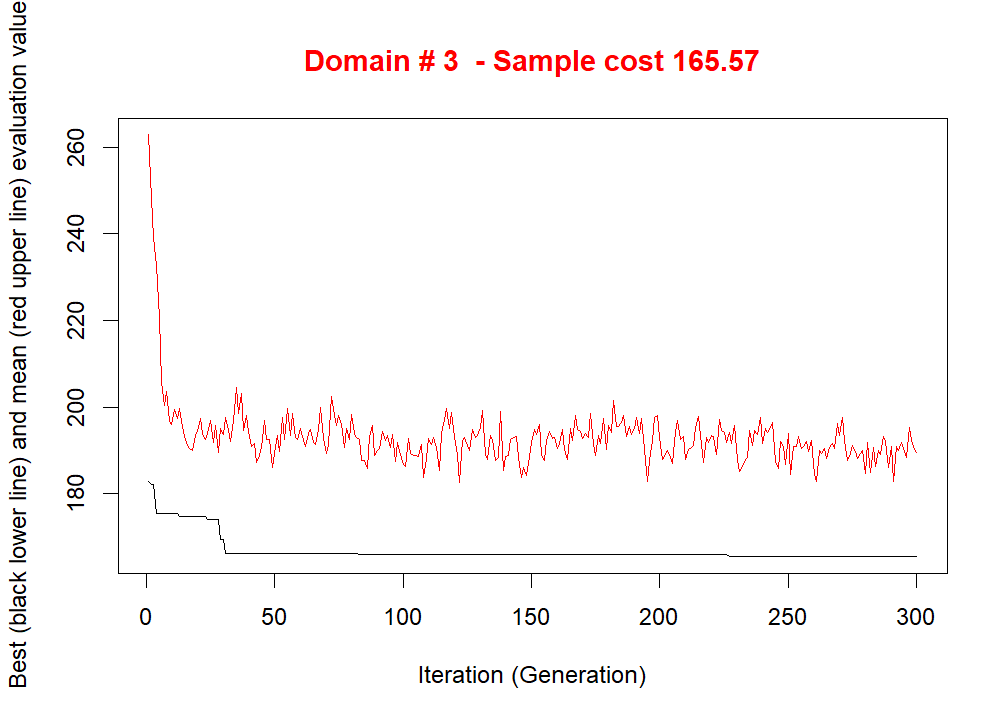 Domain # 3  - Sample cost 165.57
Best (black lower line) and mean (red upper line) evaluation value
260
240
220
200
180
0 50 100 150 200 250 300
Iteration (Generation)